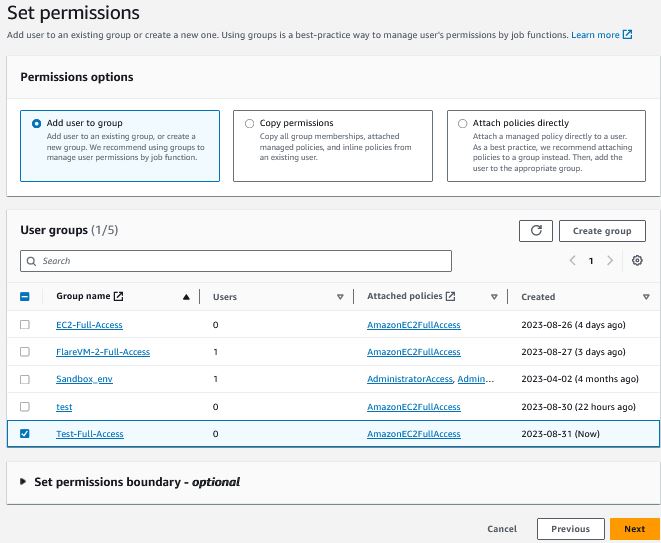 Set permissions
Add user to an existing group or create a new one. Using groups is a best-practice way to manage user's permissions by job functions. Learn more
Permissions options
Add user to group
Add user to an existing group, or create a
new group. We recommend using groups to
manage user permissions by job function.
Copy permissions
Copy all group memberships, attached
managed policies, and inline policies from
an existing user.
Attach policies directly
Attach a managed policy directly to a user.
As a best practice, we recommend attaching
policies to a group instead. Then, add the
user to the appropriate group.
User groups (1/5)
Create group
Search
1
Group name Users Attached policies Created
EC2-Full-Access 0 AmazonEC2FullAccess 2023-08-26 (4 days ago)
FlareVM-2-Full-Access 1 AmazonEC2FullAccess 2023-08-27 (3 days ago)
Sandbox_env 1 AdministratorAccess, Admin... 2023-04-02 (4 months ago)
test 0 AmazonEC2FullAccess 2023-08-30 (22 hours ago)
Test-Full-Access 0 AmazonEC2FullAccess 2023-08-31 (Now)
Set permissions boundary - optional
Cancel Previous Next